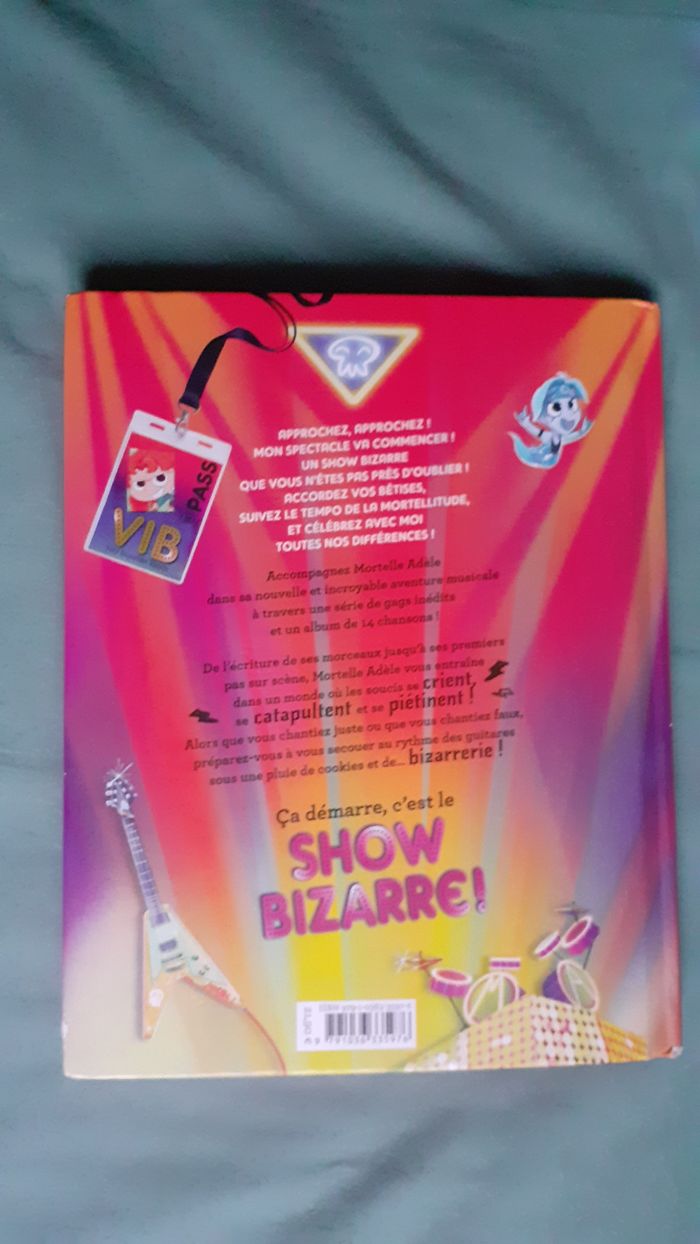 VIB
PASS
APPROCHEZ, APPROCHEZ !
MON SPECTACLE VA COMMENCER !
UN SHOW BIZARRE
QUE VOUS N'ÊTES PAS PRÈS D'OUBLIER !
ACCORDEZ VOS BÊTISES,
SUIVEZ LE TEMPO DE LA MORTELLITUDE,
ET CÉLÉBREZ AVEC MOI
TOUTES NOS DIFFÉRENCES !
Accompagnez Mortelle Adèle
dans sa nouvelle et incroyable aventure musicale
à travers une série de gags inédits
et un album de 14 chansons !
De l'écriture de ses morceaux jusqu'à ses premiers
pas sur scène, Mortelle Adèle vous entraîne
dans un monde où les soucis se crient,
se catapultent et se piétinent !
Alors que vous chantiez juste ou que vous chantiez faux,
préparez-vous à vous secouer au rythme des guitares
sous une pluie de cookies et de... bizarrerie !
Ça démarre, c'est le
SHOW
BIZARRE!